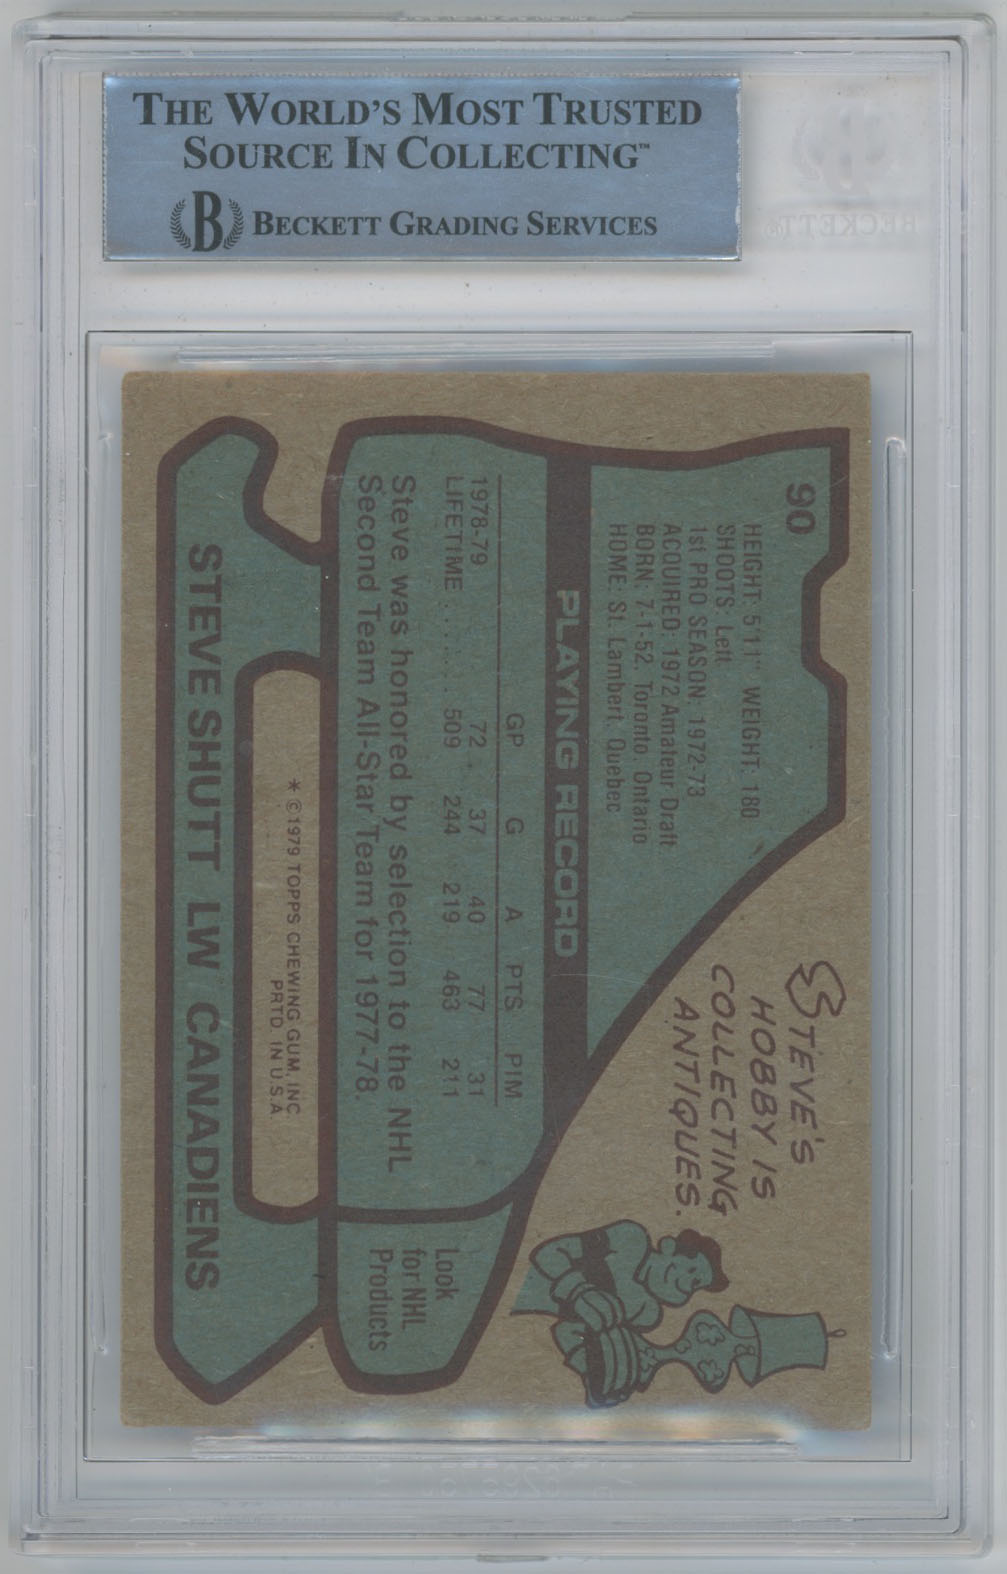 THE WORLD'S MOST TRUSTED
SOURCE IN COLLECTING™
B BECKETT GRADING SERVICES
BECKETT®
90
HEIGHT: 5'11" WEIGHT: 180
SHOOTS: Left
1st PRO SEASON: 1972-73
ACQUIRED: 1972 Amateur Draft
BORN: 7-1-52, Toronto, Ontario
HOME: St. Lambert, Quebec
STEVE'S
HOBBY IS
COLLECTING
ANTIQUES.
PLAYING RECORD
GP G A PTS PIM
1978-79 72 37 40 77 31
LIFETIME ...... 509 244 219 463 211
Steve was honored by selection to the NHL
Second Team All-Star Team for 1977-78.
Look
for NHL
Products
* ©1979 TOPPS CHEWING GUM, INC.
PRTD. IN U.S.A.
STEVE SHUTT LW CANADIENS